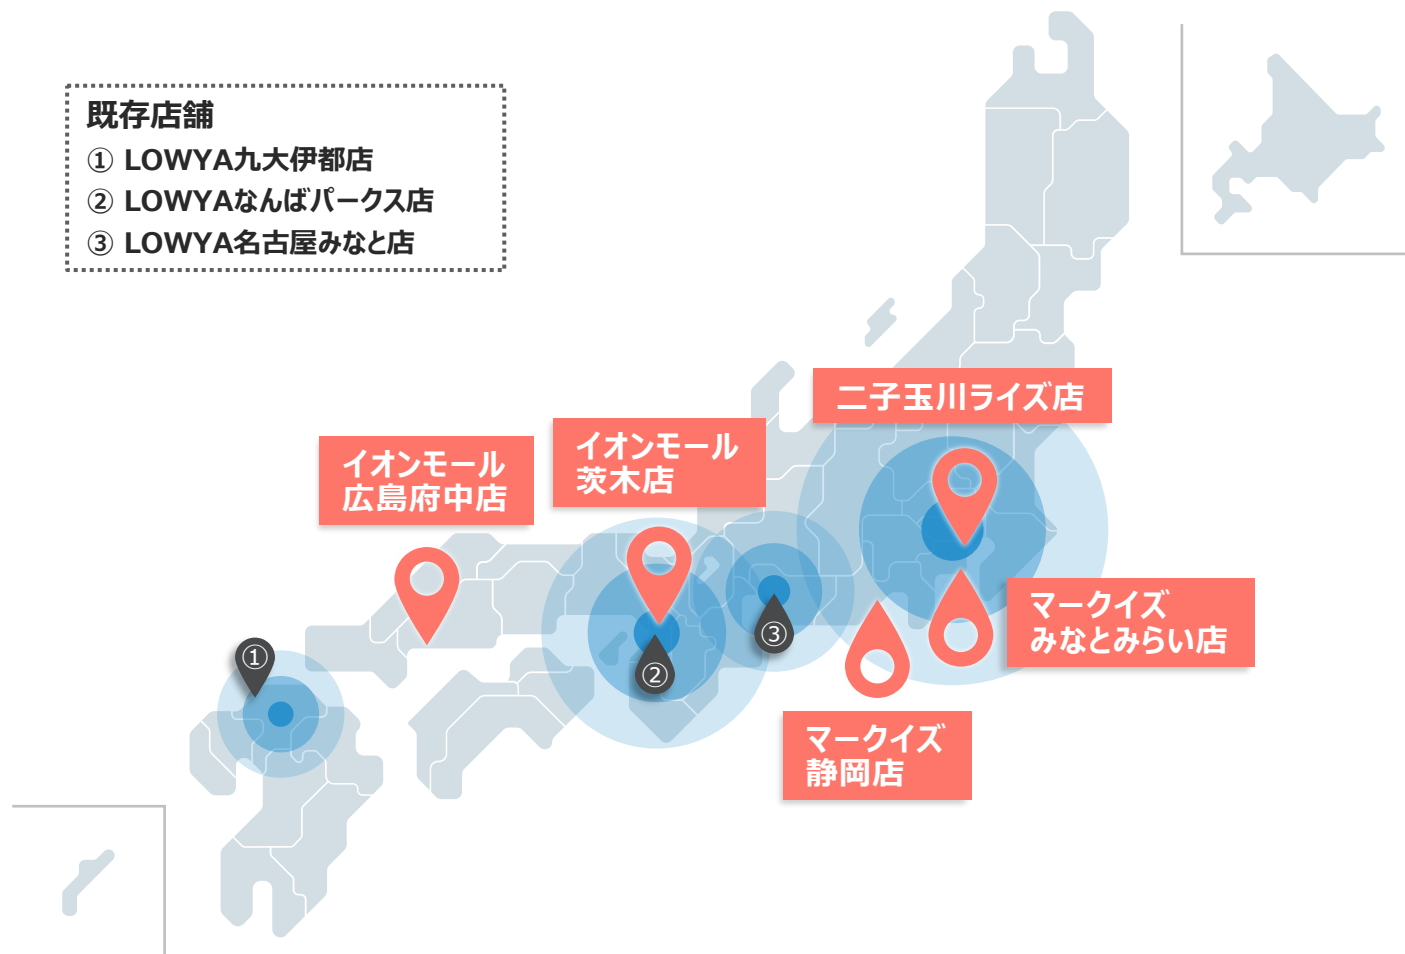 既存店舗
① LOWYA九大伊都店
② LOWYAなんばパークス店
③ LOWYA名古屋みなと店
二子玉川ライズ店
イオンモール
茨木店
イオンモール
広島府中店
マークイズ
みなとみらい店
マークイズ
静岡店
①
②
③